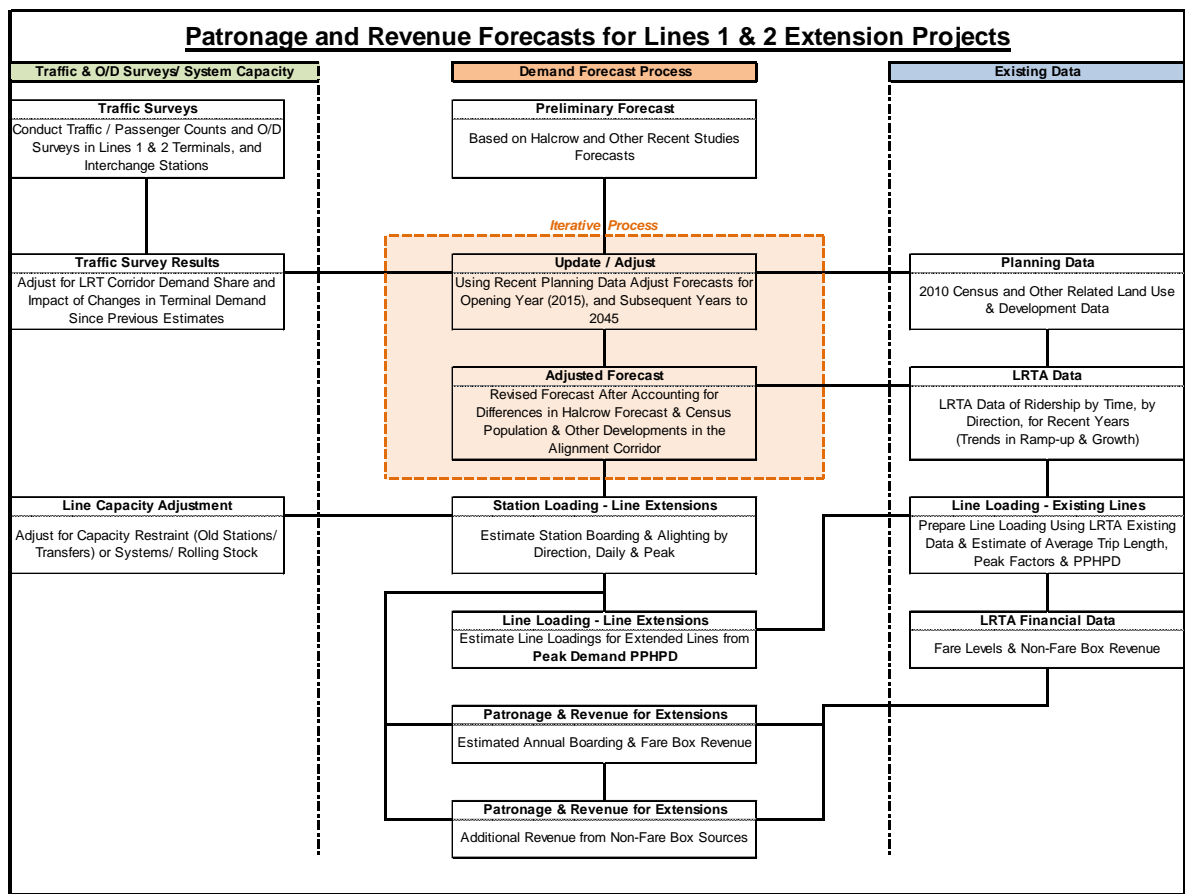 Patronage and Revenue Forecasts for Lines 1 & 2 Extension Projects
Traffic & O/D Surveys/ System Capacity
Demand Forecast Process
Existing Data
Traffic Surveys
Conduct Traffic / Passenger Counts and O/D
Surveys in Lines 1 & 2 Terminals, and
Interchange Stations
Preliminary Forecast
Based on Halcrow and Other Recent Studies
Forecasts
Iterative Process
Traffic Survey Results
Adjust for LRT Corridor Demand Share and
Impact of Changes in Terminal Demand
Since Previous Estimates
Update / Adjust
Using Recent Planning Data Adjust Forecasts for
Opening Year (2015), and Subsequent Years to
2045
Planning Data
2010 Census and Other Related Land Use
& Development Data
Adjusted Forecast
Revised Forecast After Accounting for
Differences in Halcrow Forecast & Census
Population & Other Developments in the
Alignment Corridor
LRTA Data
LRTA Data of Ridership by Time, by
Direction, for Recent Years
(Trends in Ramp-up & Growth)
Line Capacity Adjustment
Adjust for Capacity Restraint (Old Stations/
Transfers) or Systems/ Rolling Stock
Station Loading - Line Extensions
Estimate Station Boarding & Alighting by
Direction, Daily & Peak
Line Loading - Existing Lines
Prepare Line Loading Using LRTA Existing
Data & Estimate of Average Trip Length,
Peak Factors & PPHPD
Line Loading - Line Extensions
Estimate Line Loadings for Extended Lines from
Peak Demand PPHPD
LRTA Financial Data
Fare Levels & Non-Fare Box Revenue
Patronage & Revenue for Extensions
Estimated Annual Boarding & Fare Box Revenue
Patronage & Revenue for Extensions
Additional Revenue from Non-Fare Box Sources